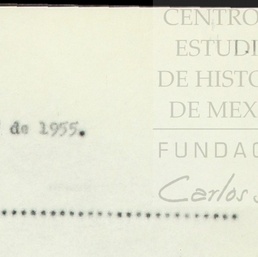 CENTRO
ESTUDI
DE HISTO
DE MEX
de 1955.
FUNDAC
Carlos S
........................